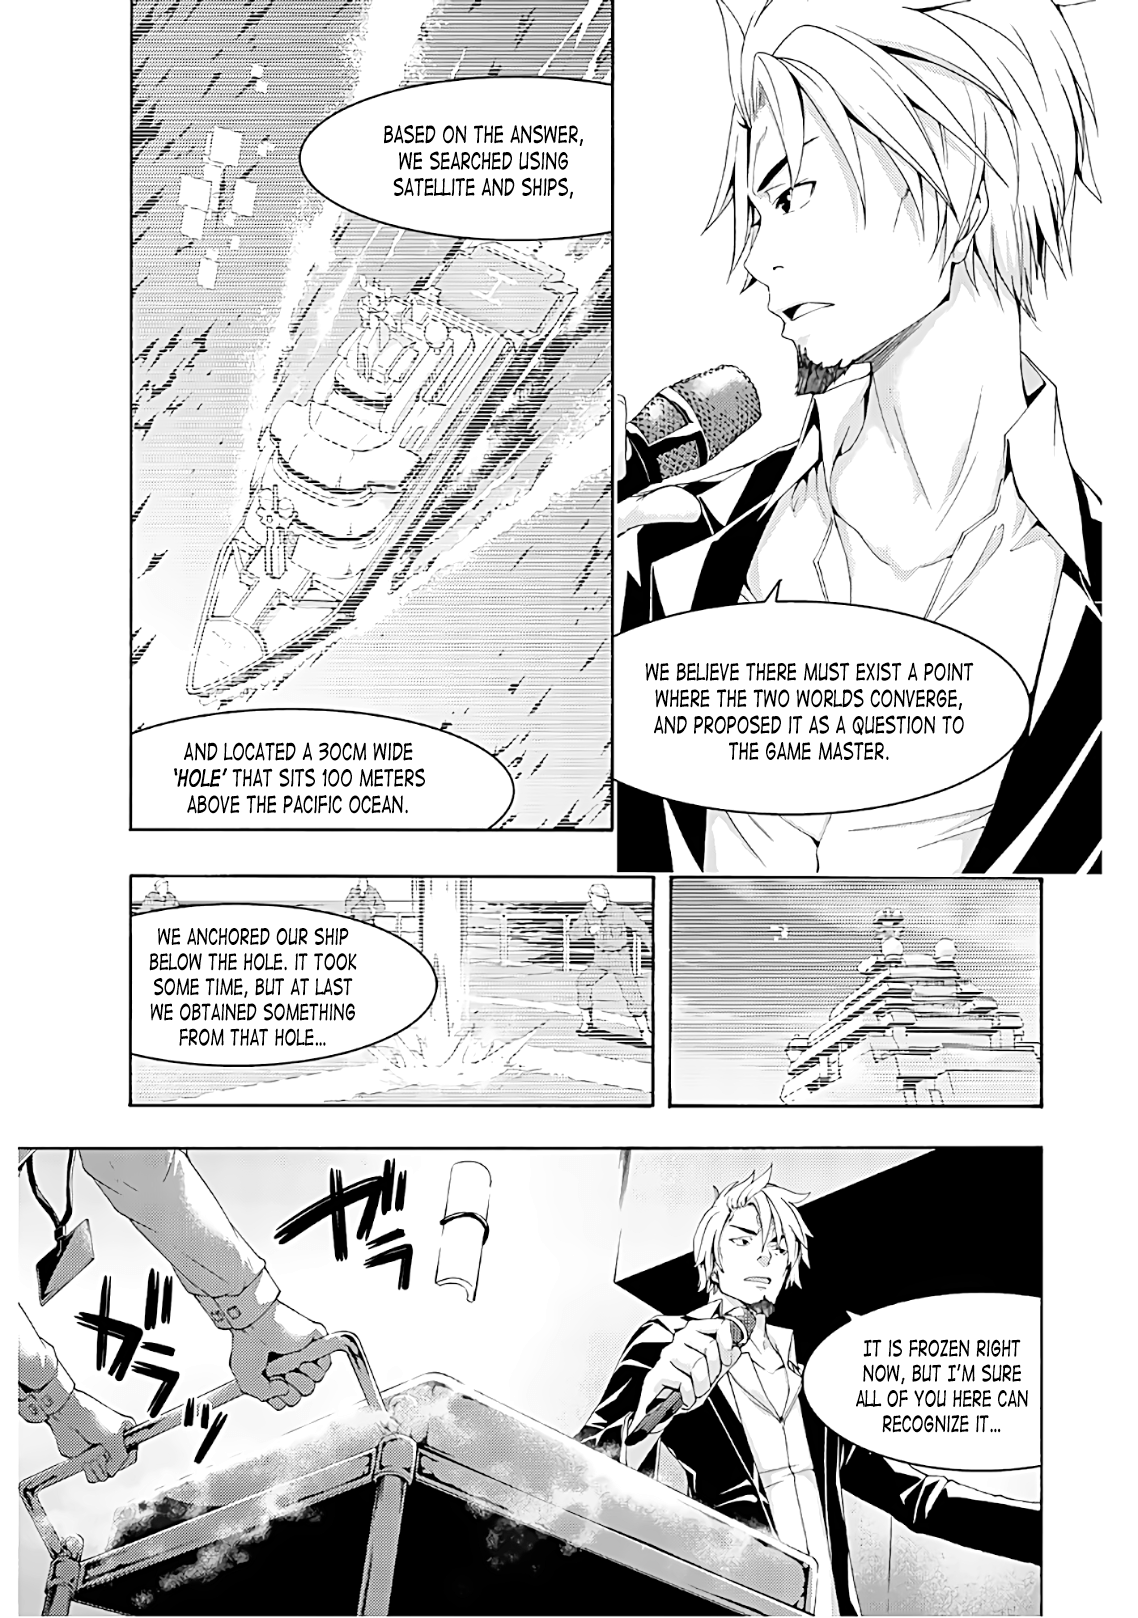 WE BELIEVE THERE MUST EXIST A POINT
WHERE THE TWO WORLDS CONVERGE,
AND PROPOSED IT AS A QUESTION TO
THE GAME MASTER.
BASED ON THE ANSWER,
WE SEARCHED USING
SATELLITE AND SHIPS,
H
AND LOCATED A 30CM WIDE
'HOLE' THAT SITS 100 METERS
ABOVE THE PACIFIC OCEAN.
WE ANCHORED OUR SHIP
BELOW THE HOLE. IT TOOK
SOME TIME, BUT AT LAST
WE OBTAINED SOMETHING
FROM THAT HOLE...
ガラ
ガラ
IT IS FROZEN RIGHT
NOW, BUT I'M SURE
ALL OF YOU HERE CAN
RECOGNIZE IT...